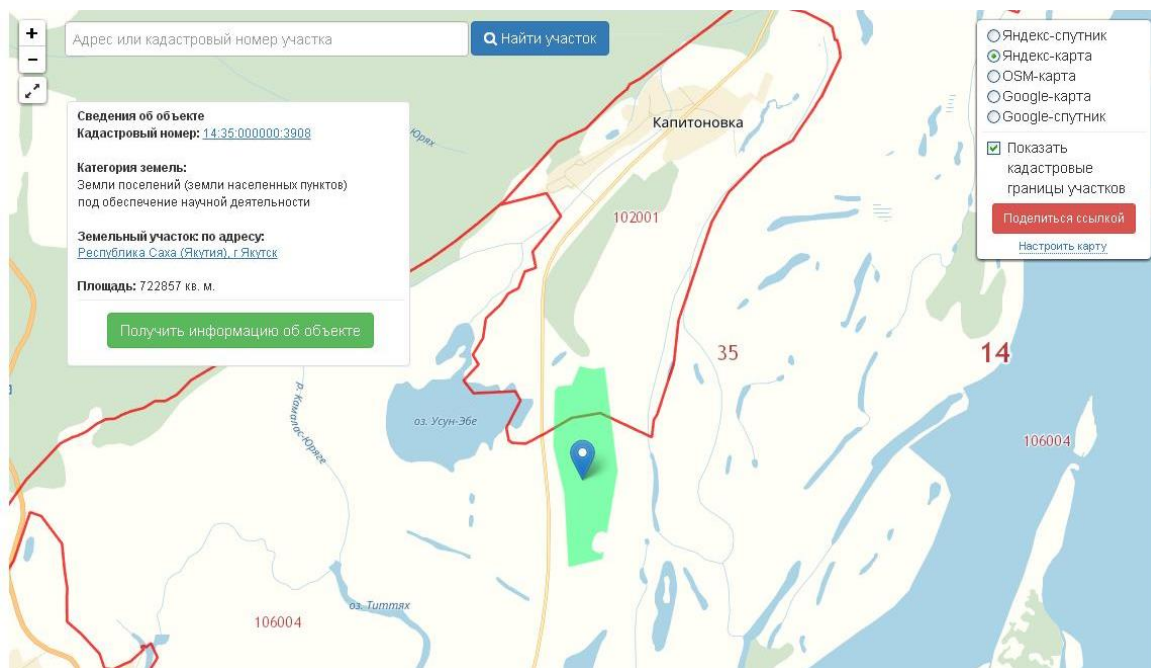 +
−
Адрес или кадастровый номер участка
Найти участок
Яндекс-спутник
Яндекс-карта
OSM-карта
Google-карта
Google-спутник
Показать
кадастровые
границы участков
Поделиться ссылкой
Настроить карту
Сведения об объекте
Кадастровый номер: 14:35:000000:3908
Категория земель:
Земли поселений (земли населенных пунктов)
под обеспечение научной деятельности
Земельный участок: по адресу:
Республика Саха (Якутия), г Якутск
Площадь: 722857 кв. м.
Получить информацию об объекте
Юрях
Капитоновка
102001
35
14
р. Камалас-Юряге
оз. Усун-Эбе
106004
оз. Титтях
106004